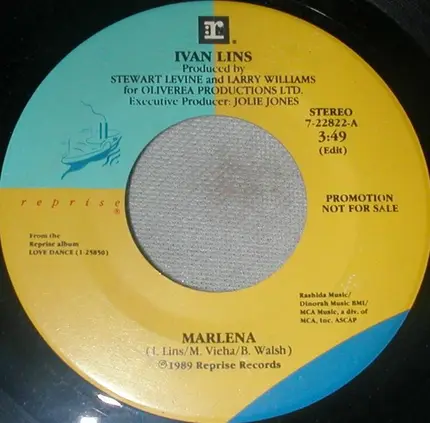 r®
IVAN LINS
Produced by
STEWART LEVINE and LARRY WILLIAMS
for OLIVEREA PRODUCTIONS LTD.
Executive Producer: JOLIE JONES
STEREO
7-22822-A
3:49
(Edit)
PROMOTION
NOT FOR SALE
reprise®
From the
Reprise album
LOVE DANCE (1-25850)
Rashida Music/
Dinorah Music BMI/
MCA Music, a div. of
MCA, Inc. ASCAP
MARLENA
(I. Lins/M. Vieha/B. Walsh)
℗©1989 Reprise Records